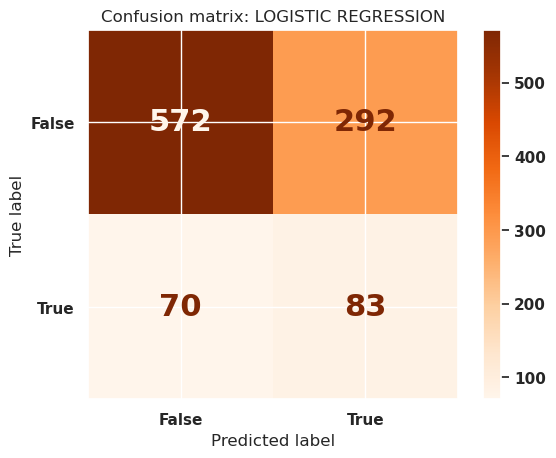 Confusion matrix: LOGISTIC REGRESSION
True label
False
572
292
True
70
83
False
True
Predicted label
500
400
300
200
100